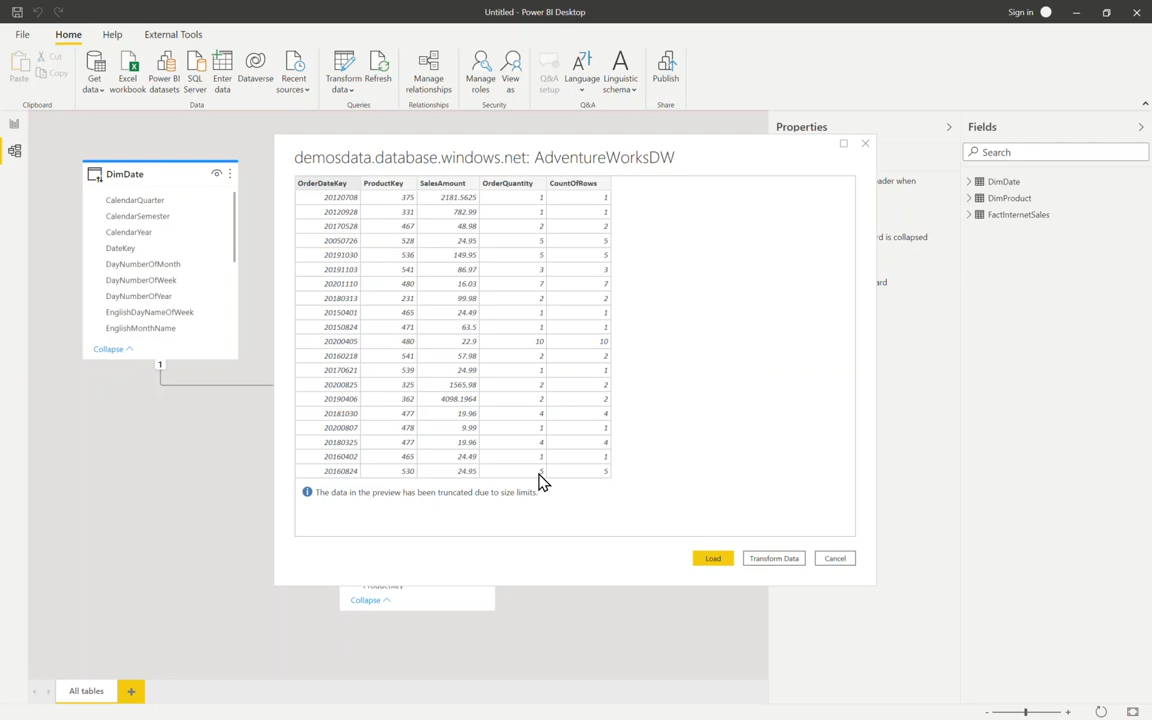 Untitled - Power BI Desktop
Sign in
File
Home
Help
External Tools
Paste
Cut
Copy
Get data
Excel workbook
Power BI datasets
SQL Server
Enter data
Dataverse
Recent sources
Transform data
Refresh
Manage relationships
Manage roles
View as
Q&A setup
Language
Linguistic schema
Publish
Clipboard
Data
Queries
Relationships
Security
Q&A
Share
DimDate
CalendarQuarter
CalendarSemester
CalendarYear
DateKey
DayNumberOfMonth
DayNumberOfWeek
DayNumberOfYear
EnglishDayNameOfWeek
EnglishMonthName
Collapse
1
demosdata.database.windows.net: AdventureWorksDW
OrderDateKey ProductKey SalesAmount OrderQuantity CountOfRows
20120708 375 2181.5625 1 1
20120928 331 782.99 1 1
20170528 467 48.98 2 2
20050726 528 24.95 5 5
20191030 536 149.95 5 5
20191103 541 86.97 3 3
20201110 480 16.03 7 7
20180313 231 99.98 2 2
20150401 465 24.49 1 1
20150824 471 63.5 1 1
20200405 480 22.9 10 10
20160218 541 57.98 2 2
20170621 539 24.99 1 1
20200825 325 1565.98 2 2
20190406 362 4098.1964 2 2
20181030 477 19.96 4 4
20200807 478 9.99 1 1
20180325 477 19.96 4 4
20160402 465 24.49 1 1
20160824 530 24.95 5 5
The data in the preview has been truncated due to size limits.
Load
Transform Data
Cancel
ProductKey
Collapse
Properties
ader when
rd is collapsed
ard
Fields
Search
DimDate
DimProduct
FactInternetSales
All tables